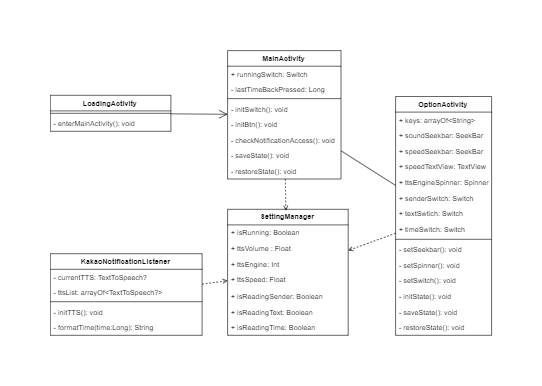 MainActivity
+ runningSwitch: Switch
- lastTimeBackPressed: Long
- initSwitch(): void
- initBtn(): void
- checkNotificationAccess(): void
- saveState(): void
- restoreState(): void
LoadingActivity
- enterMainActivity(): void
OptionActivity
+ keys: arrayOf<String>
+ soundSeekbar: SeekBar
+ speedSeekbar: SeekBar
+ speedTextView: TextView
+ ttsEngineSpinner: Spinner
+ senderSwitch: Switch
+ textSwtich: Switch
+ timeSwitch: Switch
- setSeekbar(): void
- setSpinner(): void
- setSwitch(): void
- initState(): void
- saveState(): void
- restoreState(): void
SettingManager
+ isRunning: Boolean
+ ttsVolume : Float
+ ttsEngine: Int
+ ttsSpeed: Float
+ isReadingSender: Boolean
+ isReadingText: Boolean
+ isReadingTime: Boolean
KakaoNotificationListener
- currentTTS: TextToSpeech?
- ttsList: arrayOf<TextToSpeech?>
- initTTS(): void
- formatTime(time:Long): String